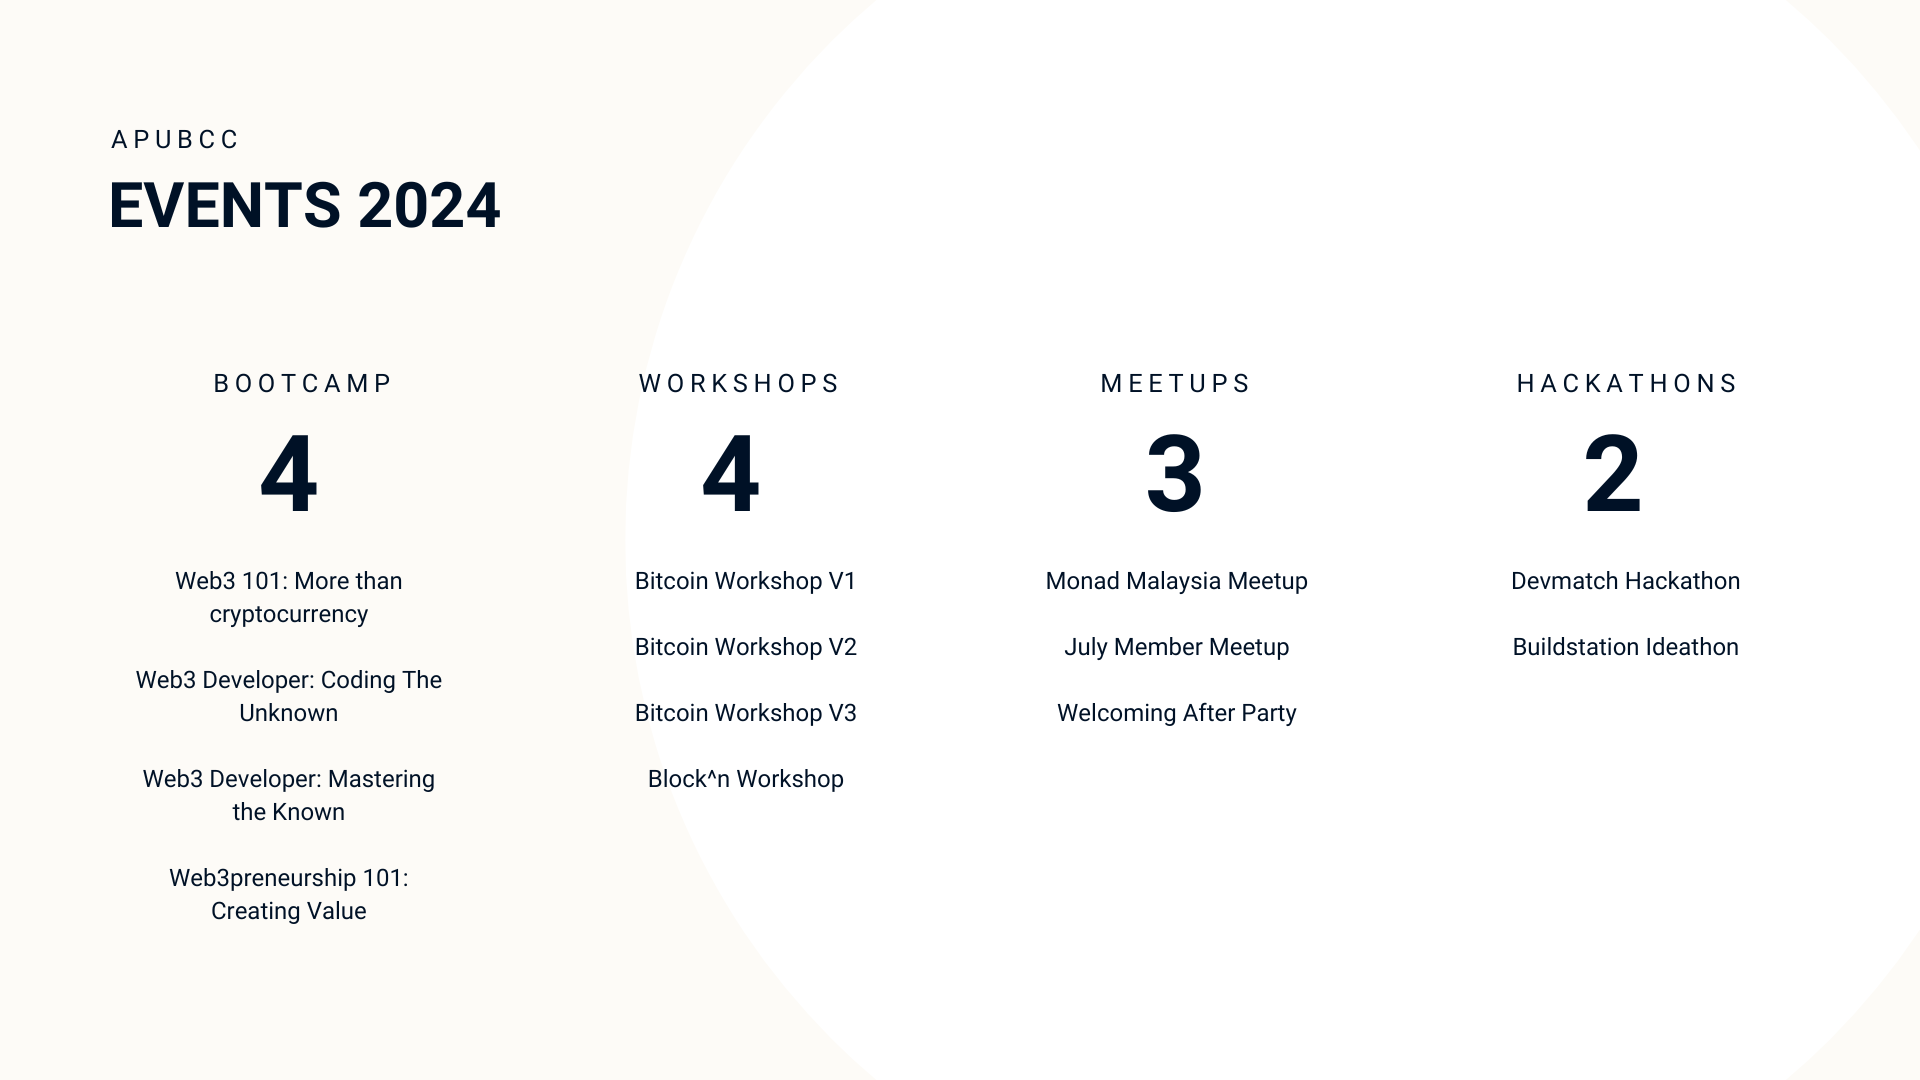 APUBCC
EVENTS 2024
BOOTCAMP
4
Web3 101: More than
cryptocurrency
Web3 Developer: Coding The
Unknown
Web3 Developer: Mastering
the Known
Web3preneurship 101:
Creating Value
WORKSHOPS
4
Bitcoin Workshop V1
Bitcoin Workshop V2
Bitcoin Workshop V3
Block^n Workshop
MEETUPS
3
Monad Malaysia Meetup
July Member Meetup
Welcoming After Party
HACKATHONS
2
Devmatch Hackathon
Buildstation Ideathon